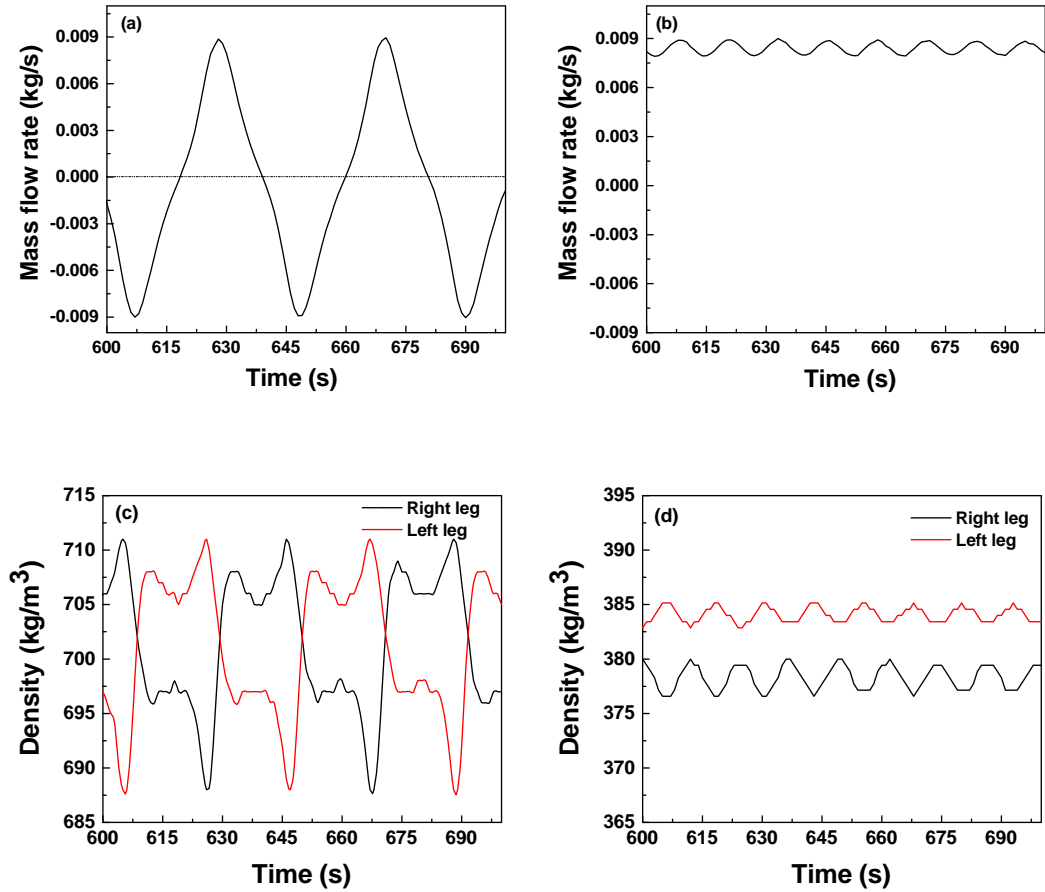 (a)
Mass flow rate (kg/s)
0.009
0.006
0.003
0.000
-0.003
-0.006
-0.009
600 615 630 645 660 675 690
Time (s)
(b)
Mass flow rate (kg/s)
0.009
0.006
0.003
0.000
-0.003
-0.006
-0.009
600 615 630 645 660 675 690
Time (s)
(c)
Right leg
Left leg
Density (kg/m³)
715
710
705
700
695
690
685
600 615 630 645 660 675 690
Time (s)
(d)
Right leg
Left leg
Density (kg/m³)
395
390
385
380
375
370
365
600 615 630 645 660 675 690
Time (s)